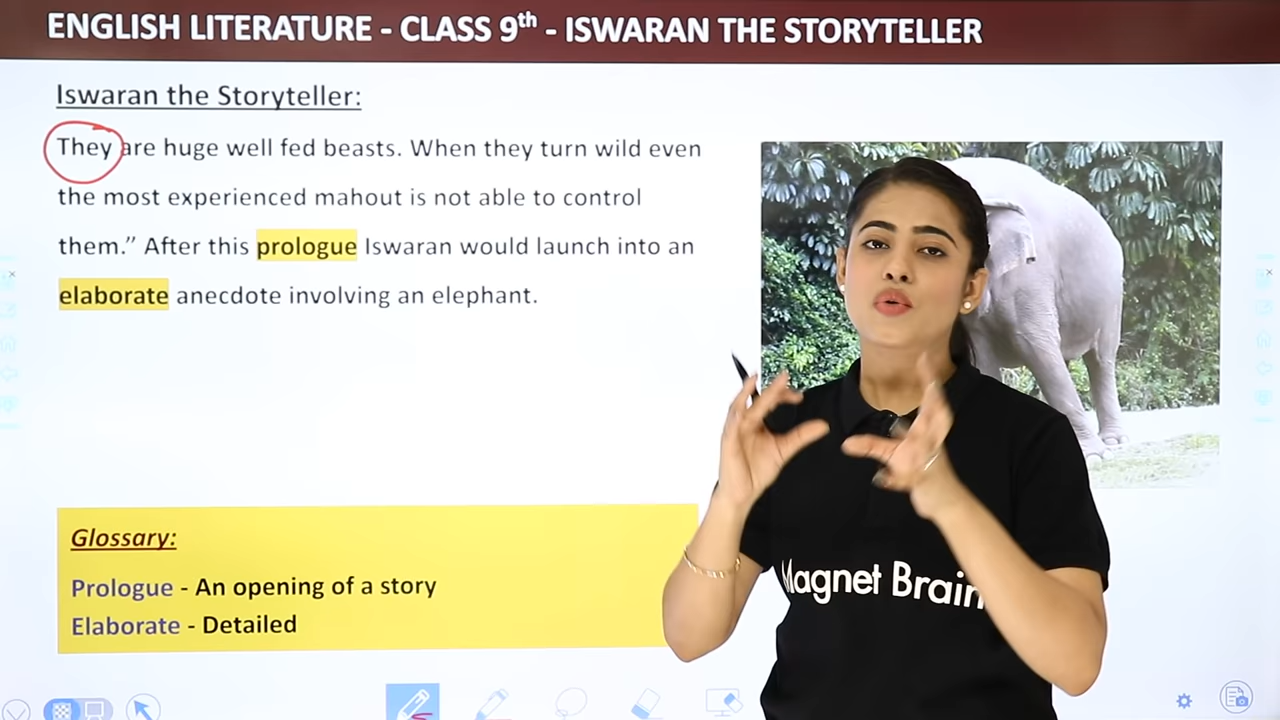 ENGLISH LITERATURE - CLASS 9th - ISWARAN THE STORYTELLER
Iswaran the Storyteller:
They are huge well fed beasts. When they turn wild even
the most experienced mahout is not able to control
them.” After this prologue Iswaran would launch into an
elaborate anecdote involving an elephant.
Glossary:
Prologue - An opening of a story
Elaborate - Detailed
Magnet Brain